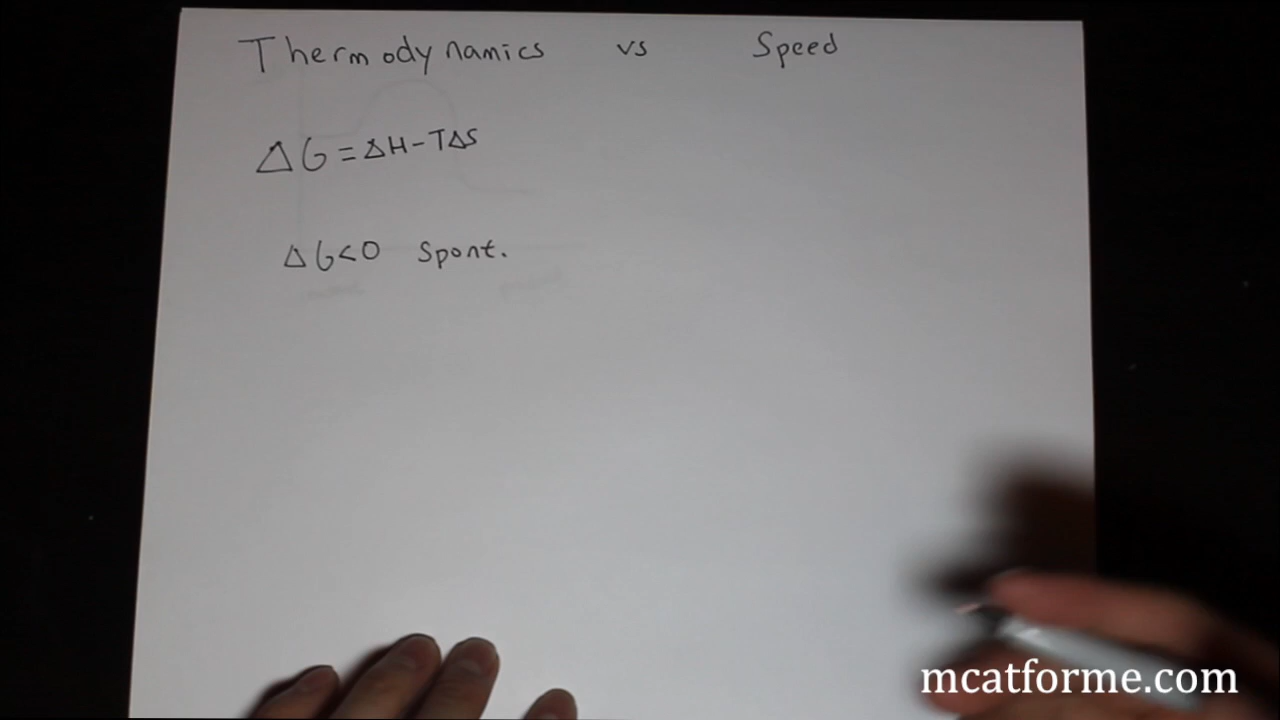 Thermodynamics vs Speed
ΔG=ΔH-TΔS
ΔG<0 Spont.
mcatforme.com